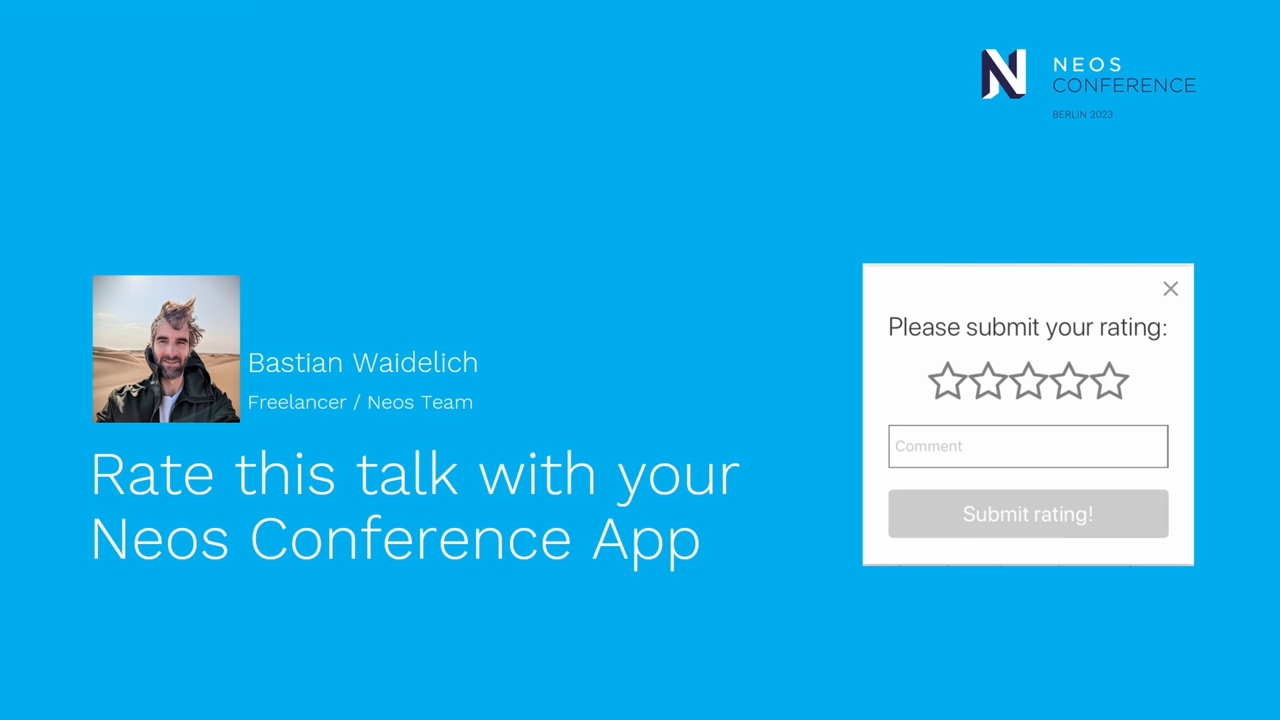 NEOS
CONFERENCE
BERLIN 2023
Bastian Waidelich
Freelancer / Neos Team
Rate this talk with your
Neos Conference App
Please submit your rating:
Comment
Submit rating!